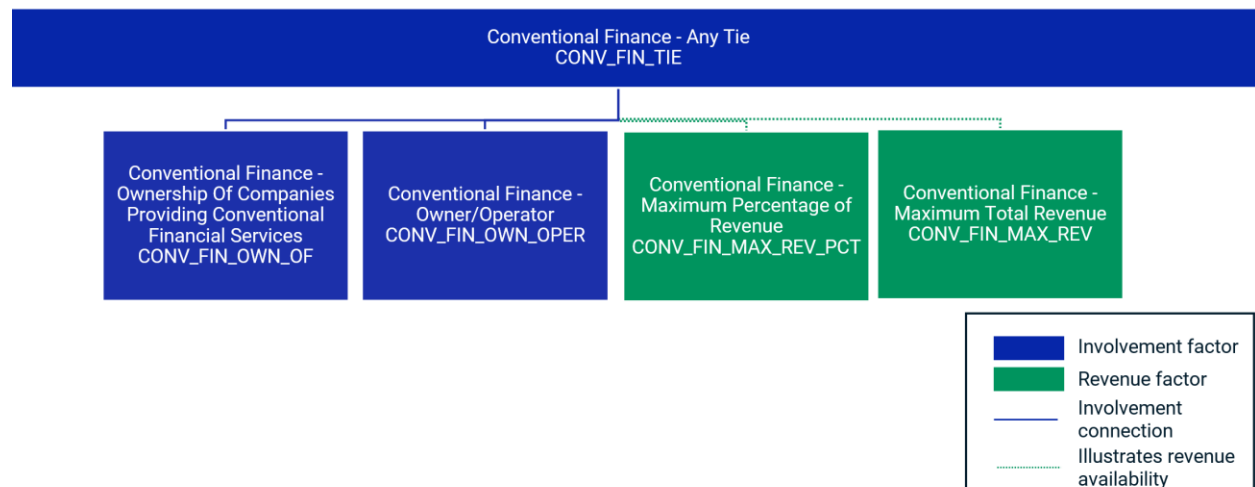 Conventional Finance - Any Tie
CONV_FIN_TIE
Conventional Finance -
Ownership Of Companies
Providing Conventional
Financial Services
CONV_FIN_OWN_OF
Conventional Finance -
Owner/Operator
CONV_FIN_OWN_OPER
Conventional Finance -
Maximum Percentage of
Revenue
CONV_FIN_MAX_REV_PCT
Conventional Finance -
Maximum Total Revenue
CONV_FIN_MAX_REV
Involvement factor
Revenue factor
Involvement
connection
Illustrates revenue
availability